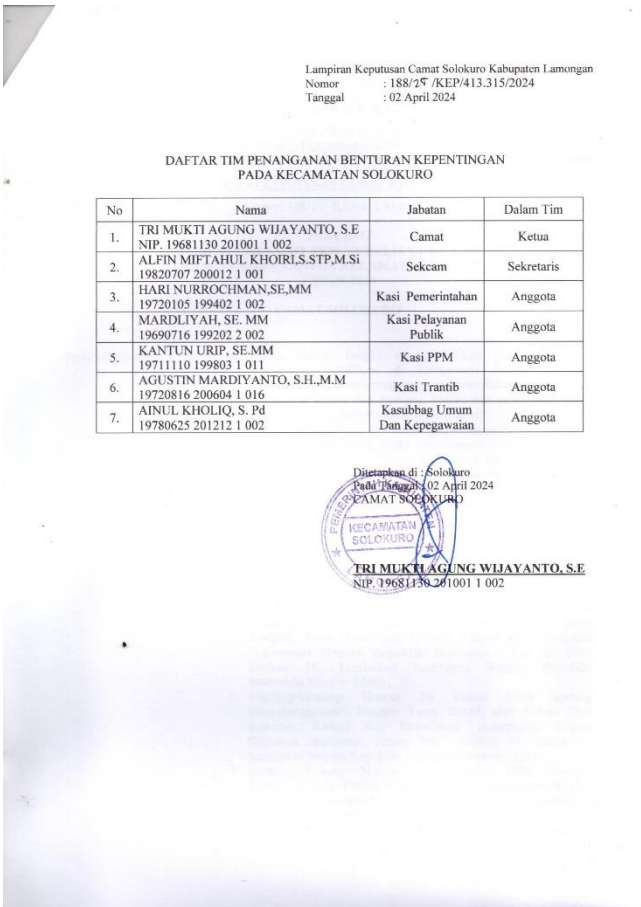 Lampiran Keputusan Camat Solokuro Kabupaten Lamongan
Nomor : 188/25 /KEP/413.315/2024
Tanggal : 02 April 2024
DAFTAR TIM PENANGANAN BENTURAN KEPENTINGAN
PADA KECAMATAN SOLOKURO
No Nama Jabatan Dalam Tim
1. TRI MUKTI AGUNG WIJAYANTO, S.E
NIP. 19681130 201001 1 002 Camat Ketua
2. ALFIN MIFTAHUL KHOIRI,S.STP,M.Si
19820707 200012 1 001 Sekcam Sekretaris
3. HARI NURROCHMAN,SE,MM
19720105 199402 1 002 Kasi Pemerintahan Anggota
4. MARDLIYAH, SE. MM
19690716 199202 2 002 Kasi Pelayanan
Publik Anggota
5. KANTUN URIP, SE.MM
19711110 199803 1 011 Kasi PPM Anggota
6. AGUSTIN MARDIYANTO, S.H.,M.M
19720816 200604 1 016 Kasi Trantib Anggota
7. AINUL KHOLIQ, S. Pd
19780625 201212 1 002 Kasubbag Umum
Dan Kepegawaian Anggota
Ditetapkan di : Solokuro
Pada Tanggal : 02 April 2024
CAMAT SOLOKURO
KECAMATAN
SOLOKURO
TRI MUKTI AGUNG WIJAYANTO, S.E
NIP. 19681130 201001 1 002